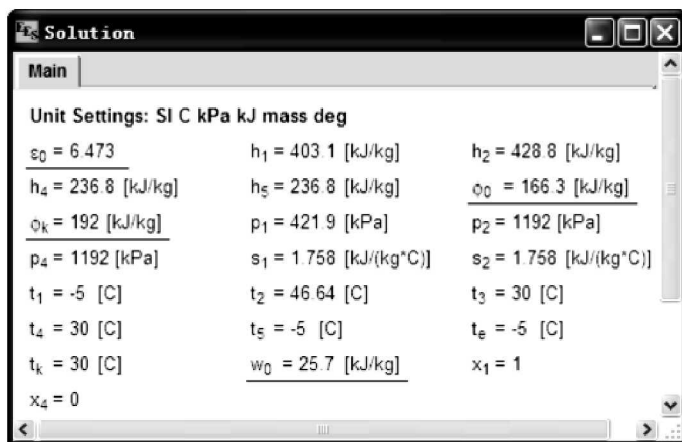 EES Solution
Main
Unit Settings: SI C kPa kJ mass deg
ε0 = 6.473 h1 = 403.1 [kJ/kg] h2 = 428.8 [kJ/kg]
h4 = 236.8 [kJ/kg] h5 = 236.8 [kJ/kg] ϕ0 = 166.3 [kJ/kg]
ϕk = 192 [kJ/kg] p1 = 421.9 [kPa] p2 = 1192 [kPa]
p4 = 1192 [kPa] s1 = 1.758 [kJ/(kg*C)] s2 = 1.758 [kJ/(kg*C)]
t1 = -5 [C] t2 = 46.64 [C] t3 = 30 [C]
t4 = 30 [C] t5 = -5 [C] te = -5 [C]
tk = 30 [C] w0 = 25.7 [kJ/kg] x1 = 1
x4 = 0